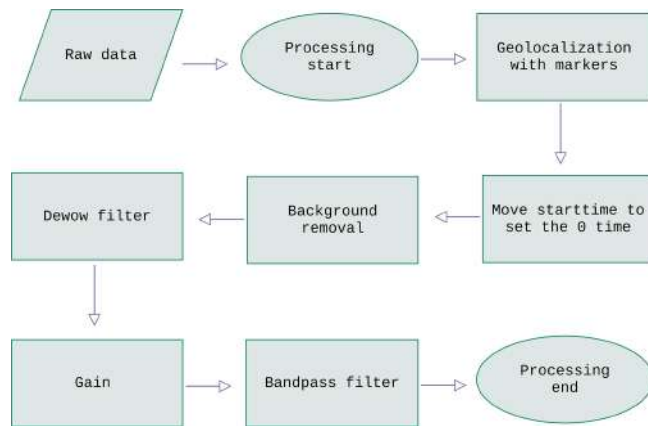 Raw data
Processing
start
Geolocalization
with markers
Move starttime to
set the 0 time
Background
removal
Dewow filter
Gain
Bandpass filter
Processing
end